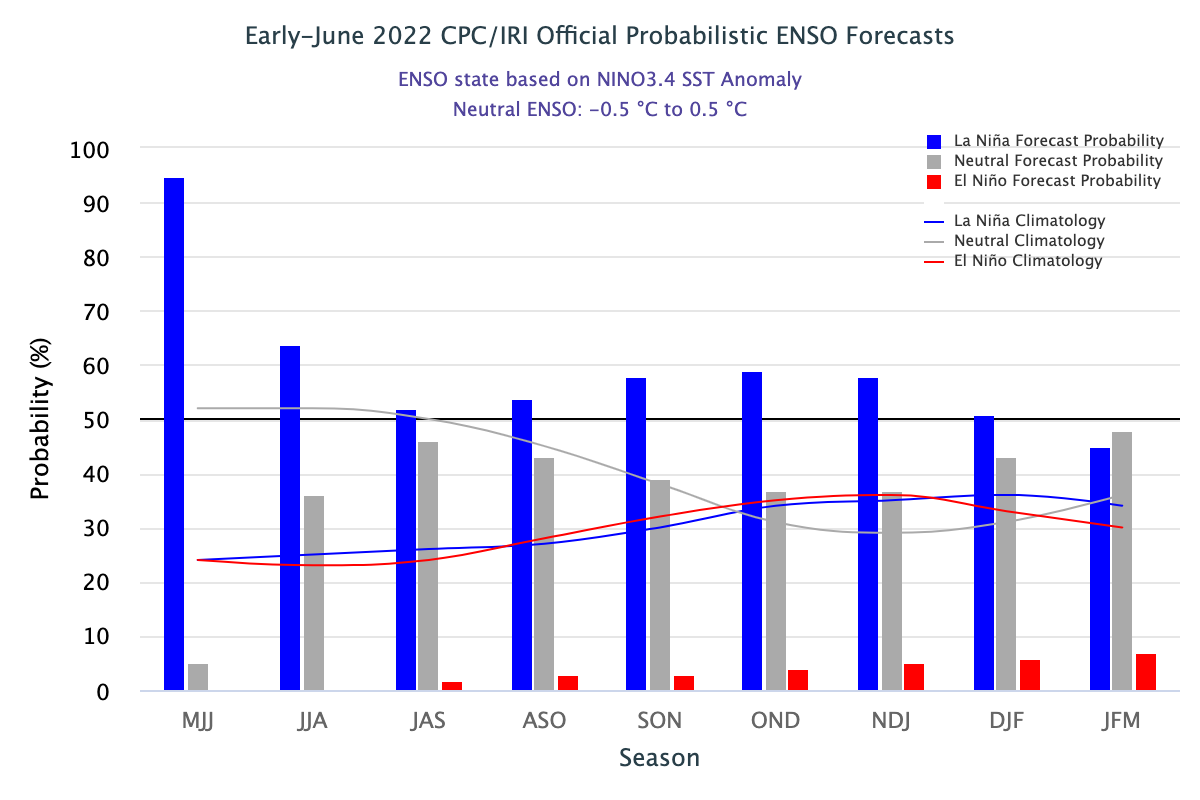 Early–June 2022 CPC/IRI Official Probabilistic ENSO Forecasts
ENSO state based on NINO3.4 SST Anomaly
Neutral ENSO: −0.5 °C to 0.5 °C
La Niña Forecast Probability
Neutral Forecast Probability
El Niño Forecast Probability
La Niña Climatology
Neutral Climatology
El Niño Climatology
Probability (%)
100
90
80
70
60
50
40
30
20
10
0
MJJ JJA JAS ASO SON OND NDJ DJF JFM
Season